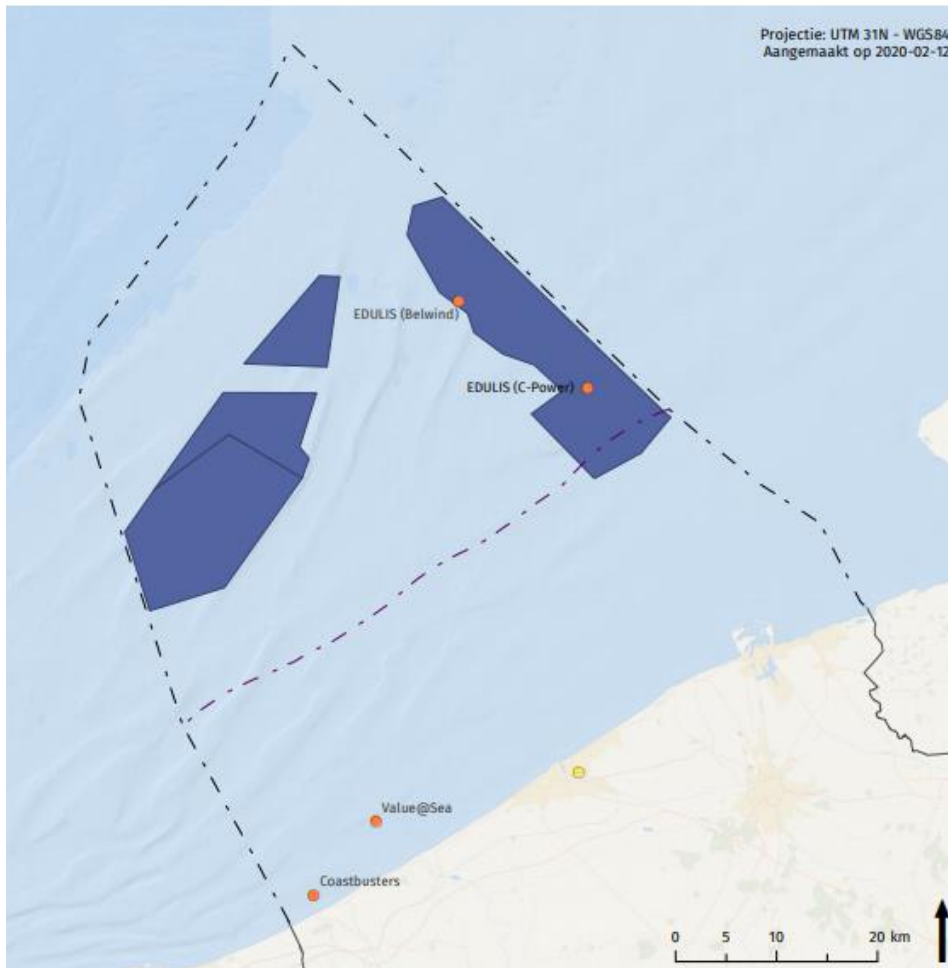 Projectie: UTM 31N - WGS84
Aangemaakt op 2020-02-12
EDULIS (Belwind)
EDULIS (C-Power)
Value@Sea
Coastbusters
0 5 10 20 km